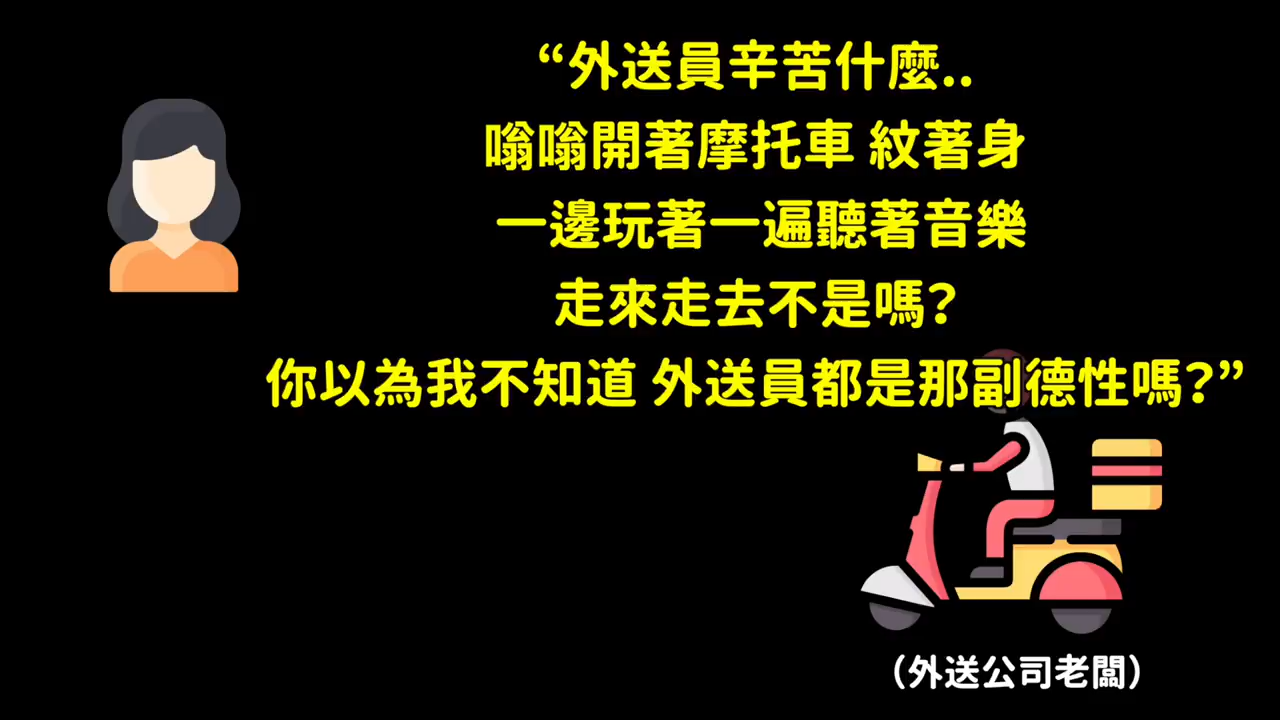 “外送員辛苦什麼..
嗡嗡開著摩托車 紋著身
一邊玩著一遍聽著音樂
走來走去不是嗎？
你以為我不知道 外送員都是那副德性嗎？”
（外送公司老闆）